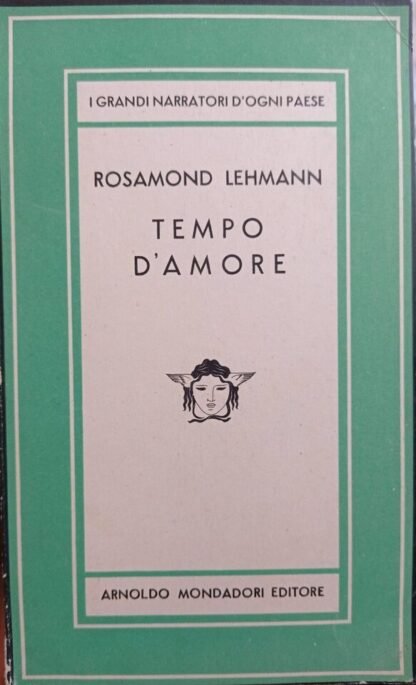 I GRANDI NARRATORI D'OGNI PAESE
ROSAMOND LEHMANN
TEMPO
D'AMORE
ARNOLDO MONDADORI EDITORE